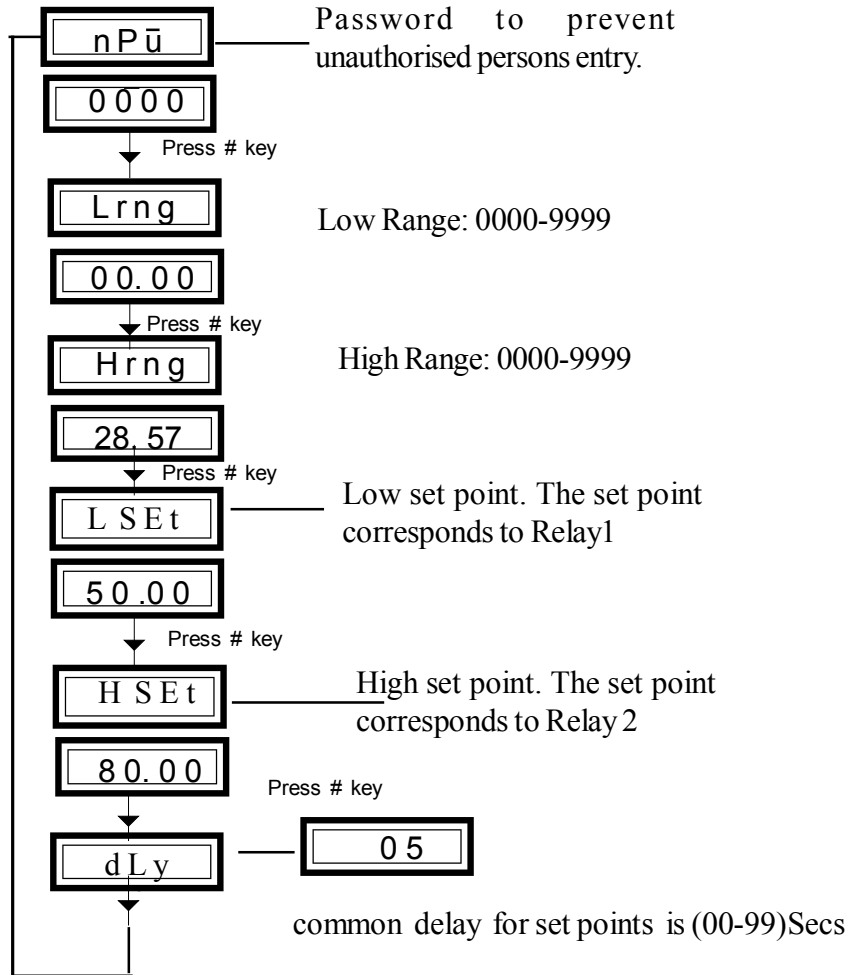 nPū
Password to prevent
unauthorised persons entry.
0000
Press # key
Lrng
Low Range: 0000-9999
00.00
Press # key
Hrng
High Range: 0000-9999
28.57
Press # key
L SEt
Low set point. The set point
corresponds to Relay1
50.00
Press # key
H SEt
High set point. The set point
corresponds to Relay 2
80.00
Press # key
dLy
05
common delay for set points is (00-99)Secs